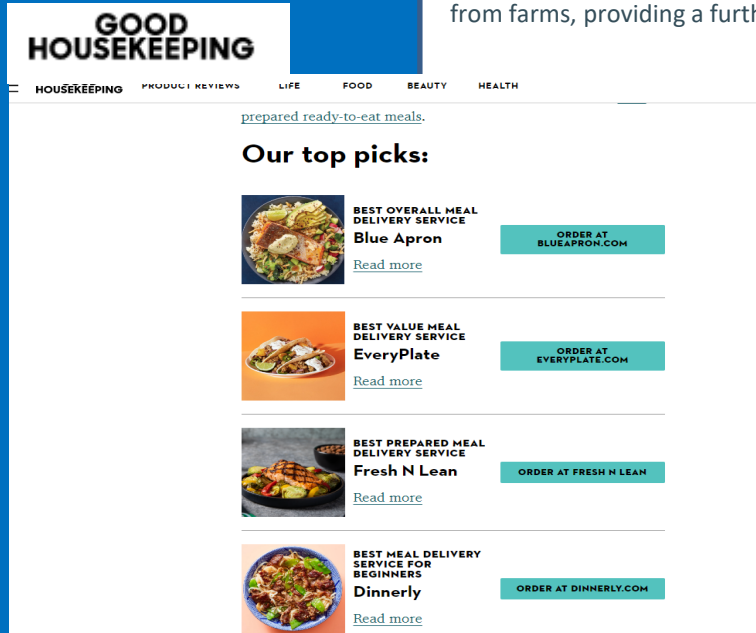 from farms, providing a furth
GOOD
HOUSEKEEPING
HOUSEKEEPING PRODUCT REVIEWS LIFE FOOD BEAUTY HEALTH
prepared ready-to-eat meals.
Our top picks:
BEST OVERALL MEAL
DELIVERY SERVICE
Blue Apron
Read more
ORDER AT
BLUEAPRON.COM
BEST VALUE MEAL
DELIVERY SERVICE
EveryPlate
Read more
ORDER AT
EVERYPLATE.COM
BEST PREPARED MEAL
DELIVERY SERVICE
Fresh N Lean
Read more
ORDER AT FRESH N LEAN
BEST MEAL DELIVERY
SERVICE FOR
BEGINNERS
Dinnerly
Read more
ORDER AT DINNERLY.COM